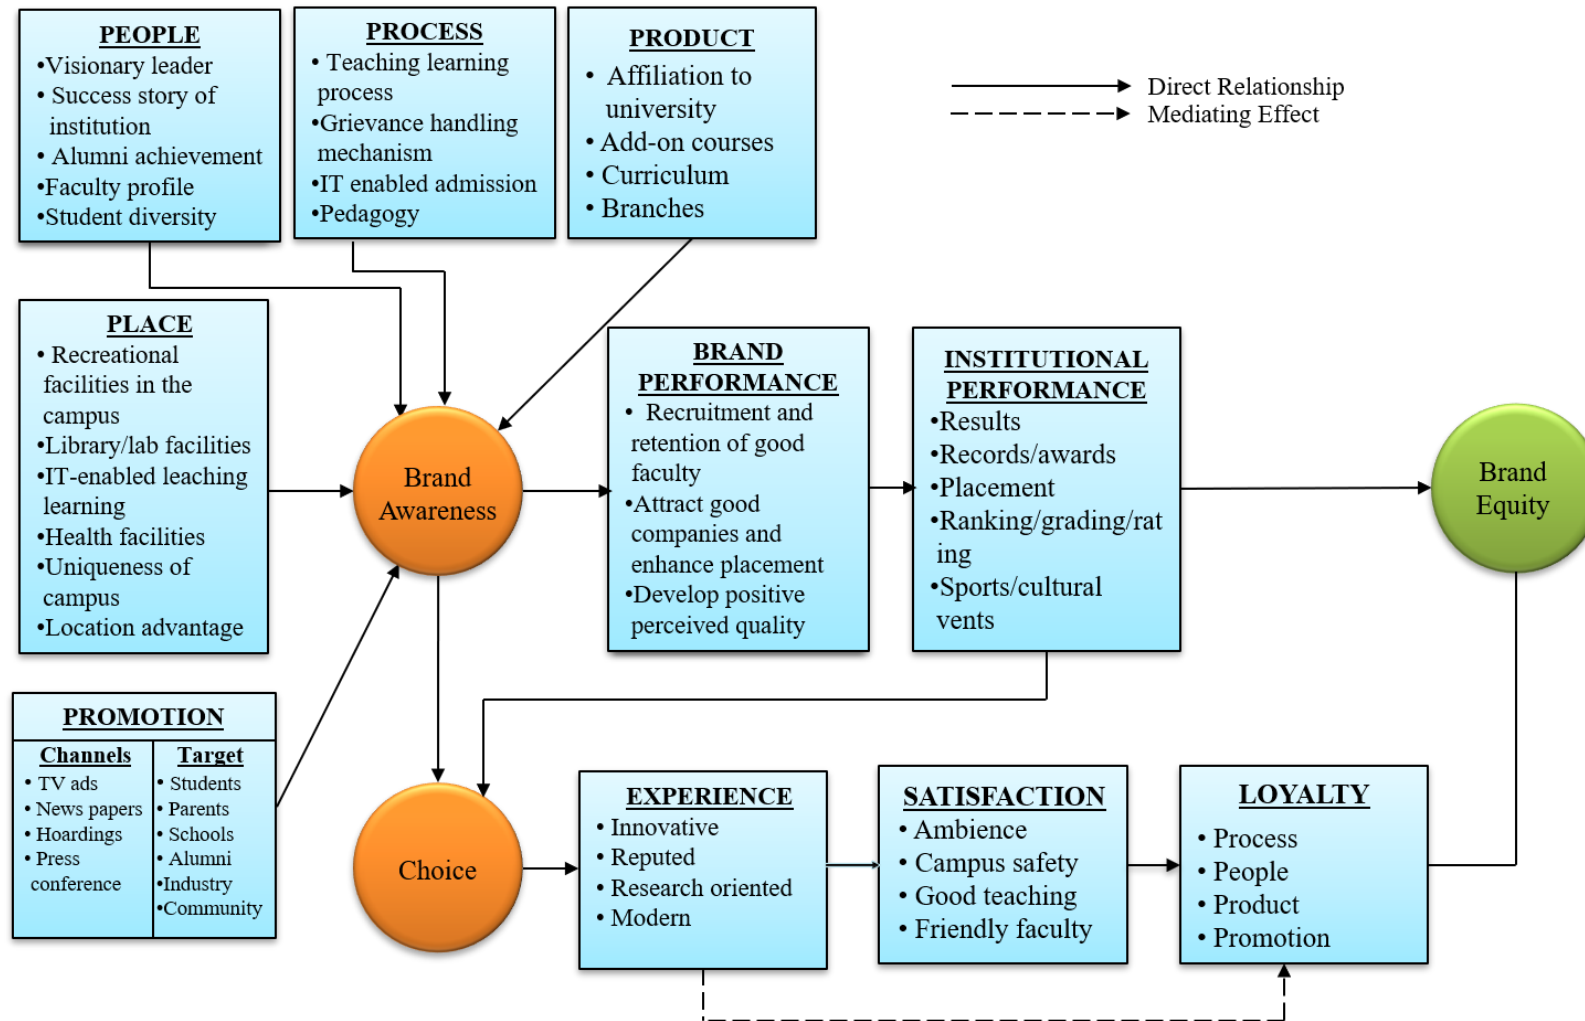 PEOPLE
•Visionary leader
• Success story of
institution
• Alumni achievement
•Faculty profile
•Student diversity
PROCESS
• Teaching learning
process
•Grievance handling
mechanism
•IT enabled admission
•Pedagogy
PRODUCT
• Affiliation to
university
• Add-on courses
• Curriculum
• Branches
Direct Relationship
Mediating Effect
PLACE
• Recreational
facilities in the
campus
•Library/lab facilities
•IT-enabled leaching
learning
•Health facilities
•Uniqueness of
campus
•Location advantage
Brand
Awareness
BRAND
PERFORMANCE
• Recruitment and
retention of good
faculty
•Attract good
companies and
enhance placement
•Develop positive
perceived quality
INSTITUTIONAL
PERFORMANCE
•Results
•Records/awards
•Placement
•Ranking/grading/rat
ing
•Sports/cultural
vents
Brand
Equity
PROMOTION
Channels
• TV ads
• News papers
• Hoardings
• Press
conference
Target
• Students
• Parents
• Schools
• Alumni
•Industry
•Community
Choice
EXPERIENCE
• Innovative
• Reputed
• Research oriented
• Modern
SATISFACTION
• Ambience
• Campus safety
• Good teaching
• Friendly faculty
LOYALTY
• Process
• People
• Product
• Promotion